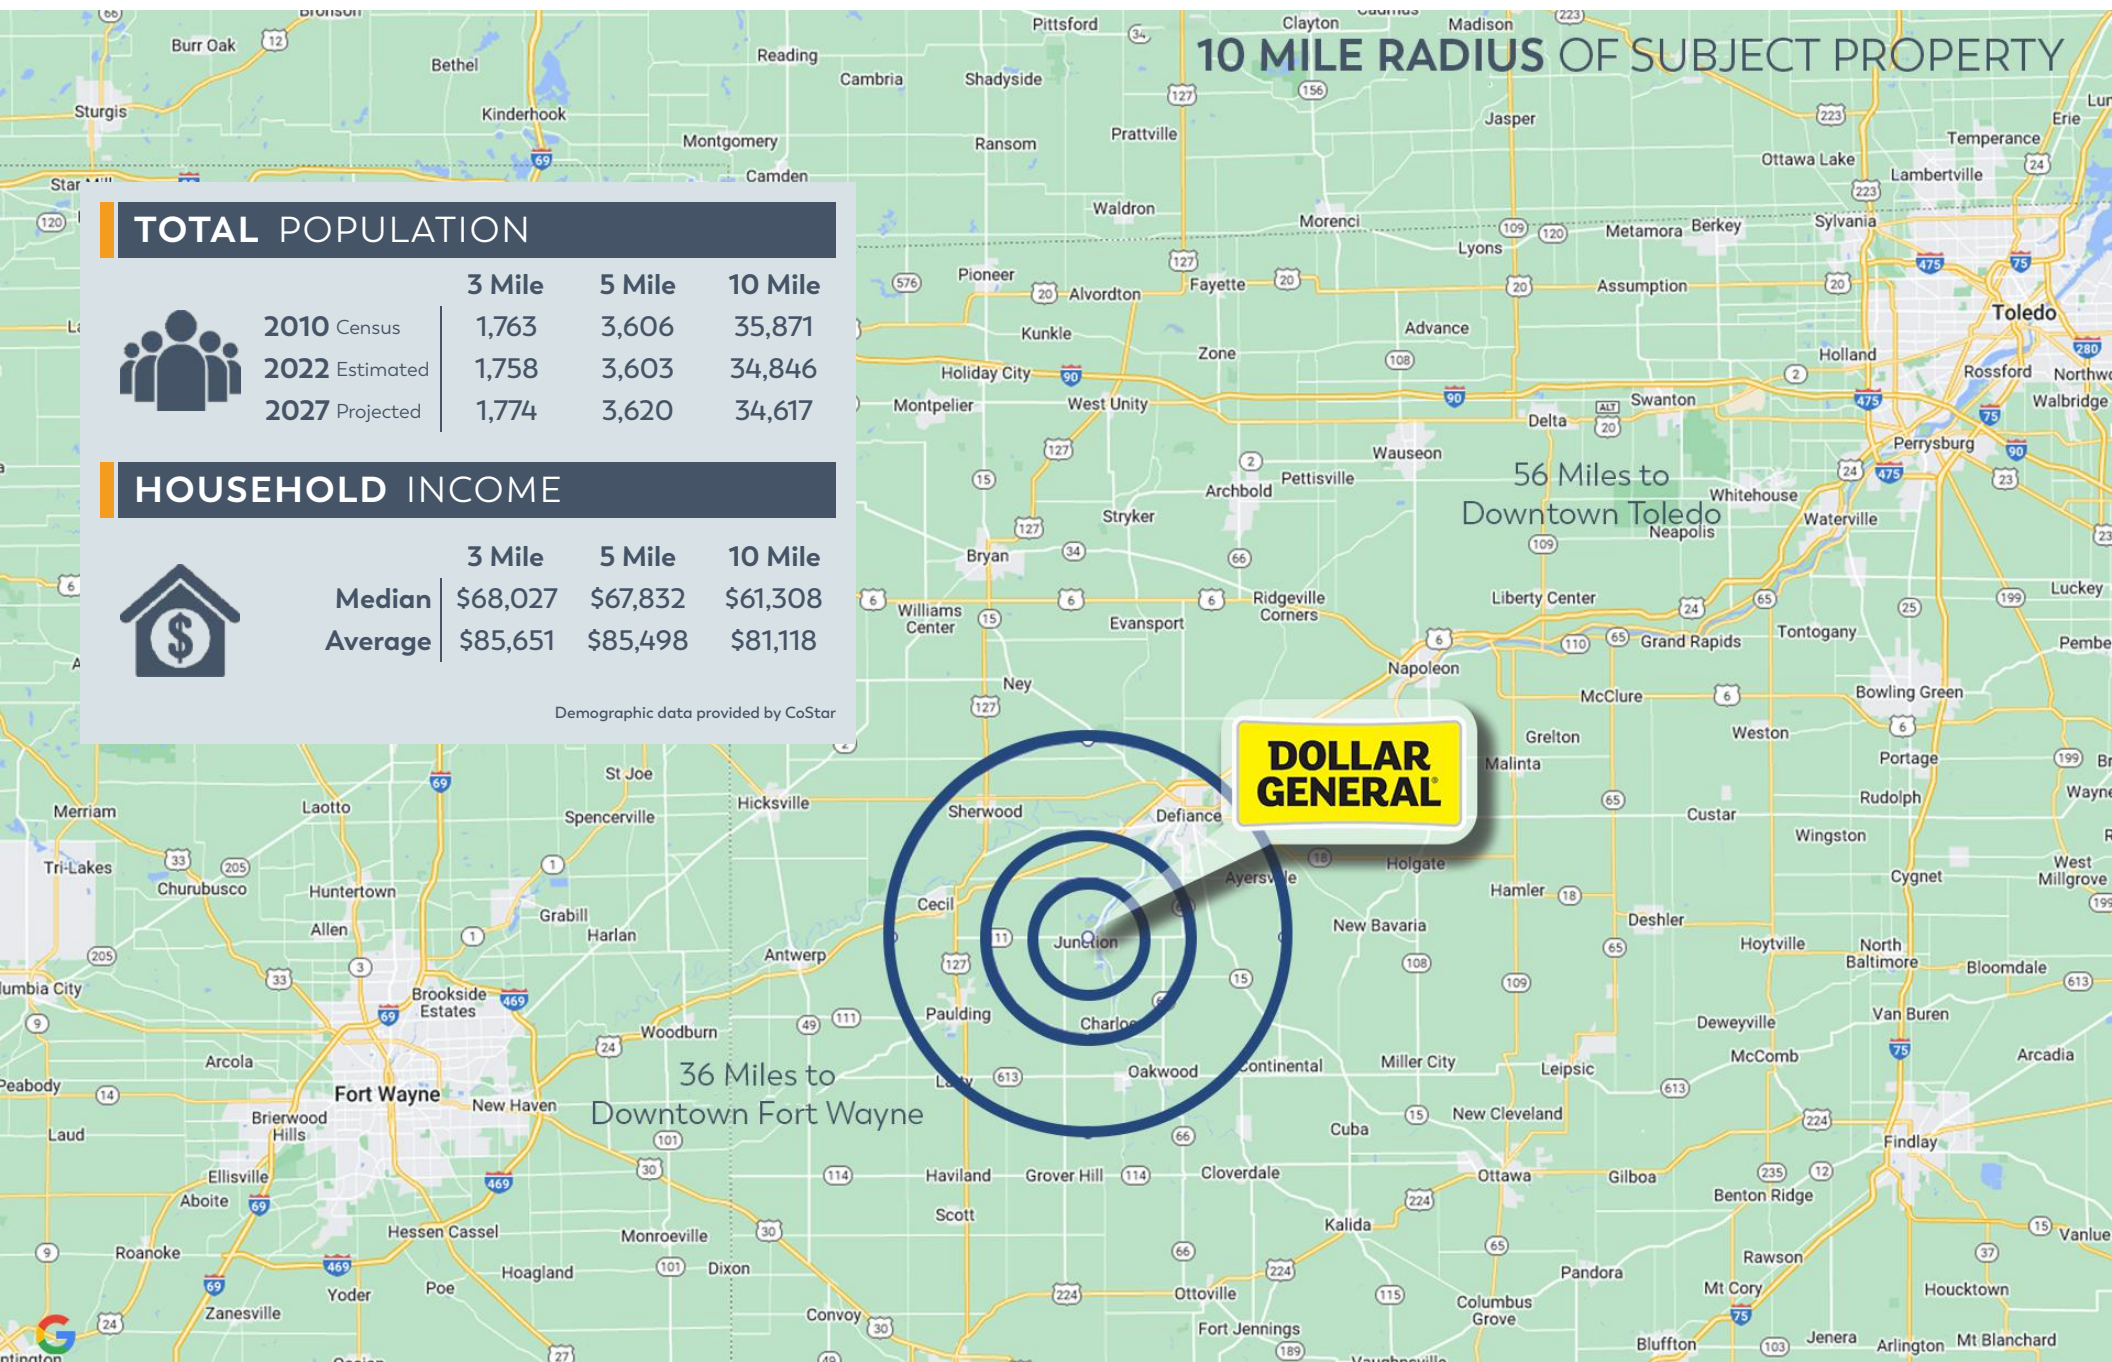 10 MILE RADIUS OF SUBJECT PROPERTY
TOTAL POPULATION
3 Mile 5 Mile 10 Mile
2010 Census 1,763 3,606 35,871
2022 Estimated 1,758 3,603 34,846
2027 Projected 1,774 3,620 34,617
HOUSEHOLD INCOME
3 Mile 5 Mile 10 Mile
Median $68,027 $67,832 $61,308
Average $85,651 $85,498 $81,118
Demographic data provided by CoStar
56 Miles to
Downtown Toledo
36 Miles to
Downtown Fort Wayne
DOLLAR
GENERAL
Burr Oak
Bethel
Reading
Cambria
Shadyside
Pittsford
Clayton
Madison
Sturgis
Kinderhook
Montgomery
Ransom
Prattville
Jasper
Erie
Temperance
Ottawa Lake
Lambertville
Camden
Waldron
Morenci
Lyons
Metamora
Berkey
Sylvania
Pioneer
Alvordton
Fayette
Assumption
Toledo
Kunkle
Zone
Advance
Holland
Rossford
Holiday City
Montpelier
West Unity
Delta
Swanton
Walbridge
Perrysburg
Wauseon
Pettisville
Archbold
Whitehouse
Waterville
Neapolis
Stryker
Bryan
Williams
Center
Evansport
Ridgeville
Corners
Liberty Center
Luckey
Grand Rapids
Tontogany
Napoleon
Ney
McClure
Bowling Green
Weston
Grelton
Malinta
Portage
St Joe
Hicksville
Sherwood
Defiance
Merriam
Laotto
Spencerville
Custar
Rudolph
Wingston
Tri-Lakes
Churubusco
Huntertown
Ayersville
Holgate
Hamler
Cygnet
West
Millgrove
Allen
Grabill
Harlan
Cecil
Junction
New Bavaria
Deshler
Hoytville
North
Baltimore
Bloomdale
Antwerp
Brookside
Estates
Woodburn
Paulding
Deweyville
Van Buren
Arcola
Oakwood
Continental
Miller City
Leipsic
McComb
Arcadia
Fort Wayne
New Haven
Brierwood
Hills
Laud
New Cleveland
Cuba
Findlay
Ellisville
Aboite
Haviland
Grover Hill
Cloverdale
Ottawa
Gilboa
Benton Ridge
Scott
Kalida
Hessen Cassel
Monroeville
Roanoke
Hoagland
Dixon
Rawson
Pandora
Yoder
Poe
Zanesville
Convoy
Ottoville
Columbus
Grove
Mt Cory
Houcktown
Fort Jennings
Bluffton
Jenera
Arlington
Mt Blanchard